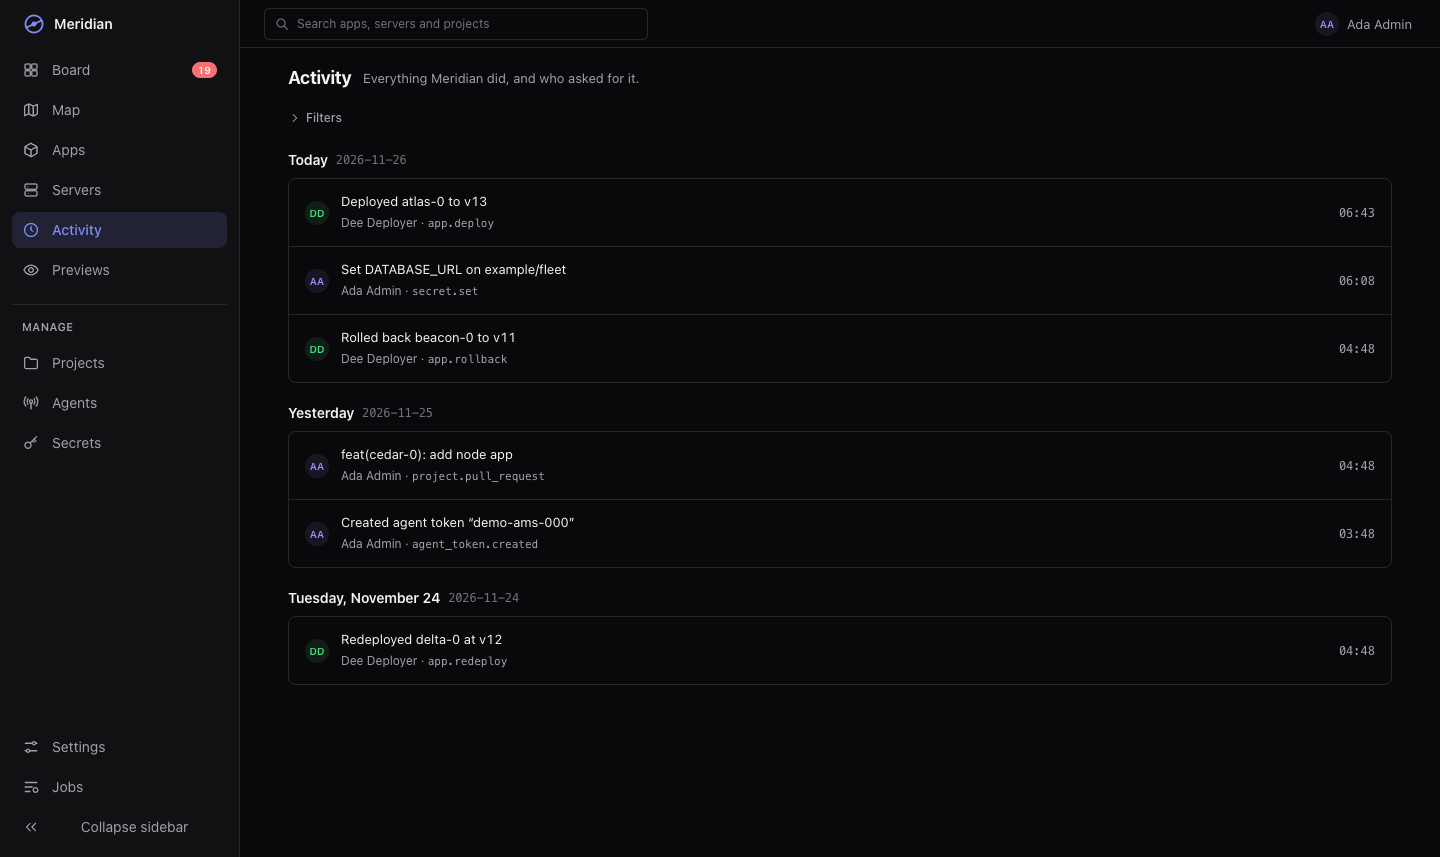 Meridian
Search apps, servers and projects
AA Ada Admin
Board 19
Map
Apps
Servers
Activity
Previews
MANAGE
Projects
Agents
Secrets
Settings
Jobs
Collapse sidebar
Activity Everything Meridian did, and who asked for it.
Filters
Today 2026-11-26
DD
Deployed atlas-0 to v13
Dee Deployer · app.deploy
06:43
AA
Set DATABASE_URL on example/fleet
Ada Admin · secret.set
06:08
DD
Rolled back beacon-0 to v11
Dee Deployer · app.rollback
04:48
Yesterday 2026-11-25
AA
feat(cedar-0): add node app
Ada Admin · project.pull_request
04:48
AA
Created agent token “demo-ams-000”
Ada Admin · agent_token.created
03:48
Tuesday, November 24 2026-11-24
DD
Redeployed delta-0 at v12
Dee Deployer · app.redeploy
04:48